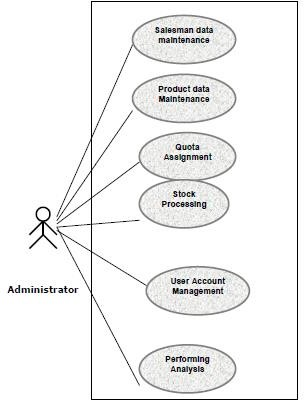 Salesman data
maintenance
Product data
Maintenance
Quota
Assignment
Stock
Processing
Administrator
User Account
Management
Performing
Analysis